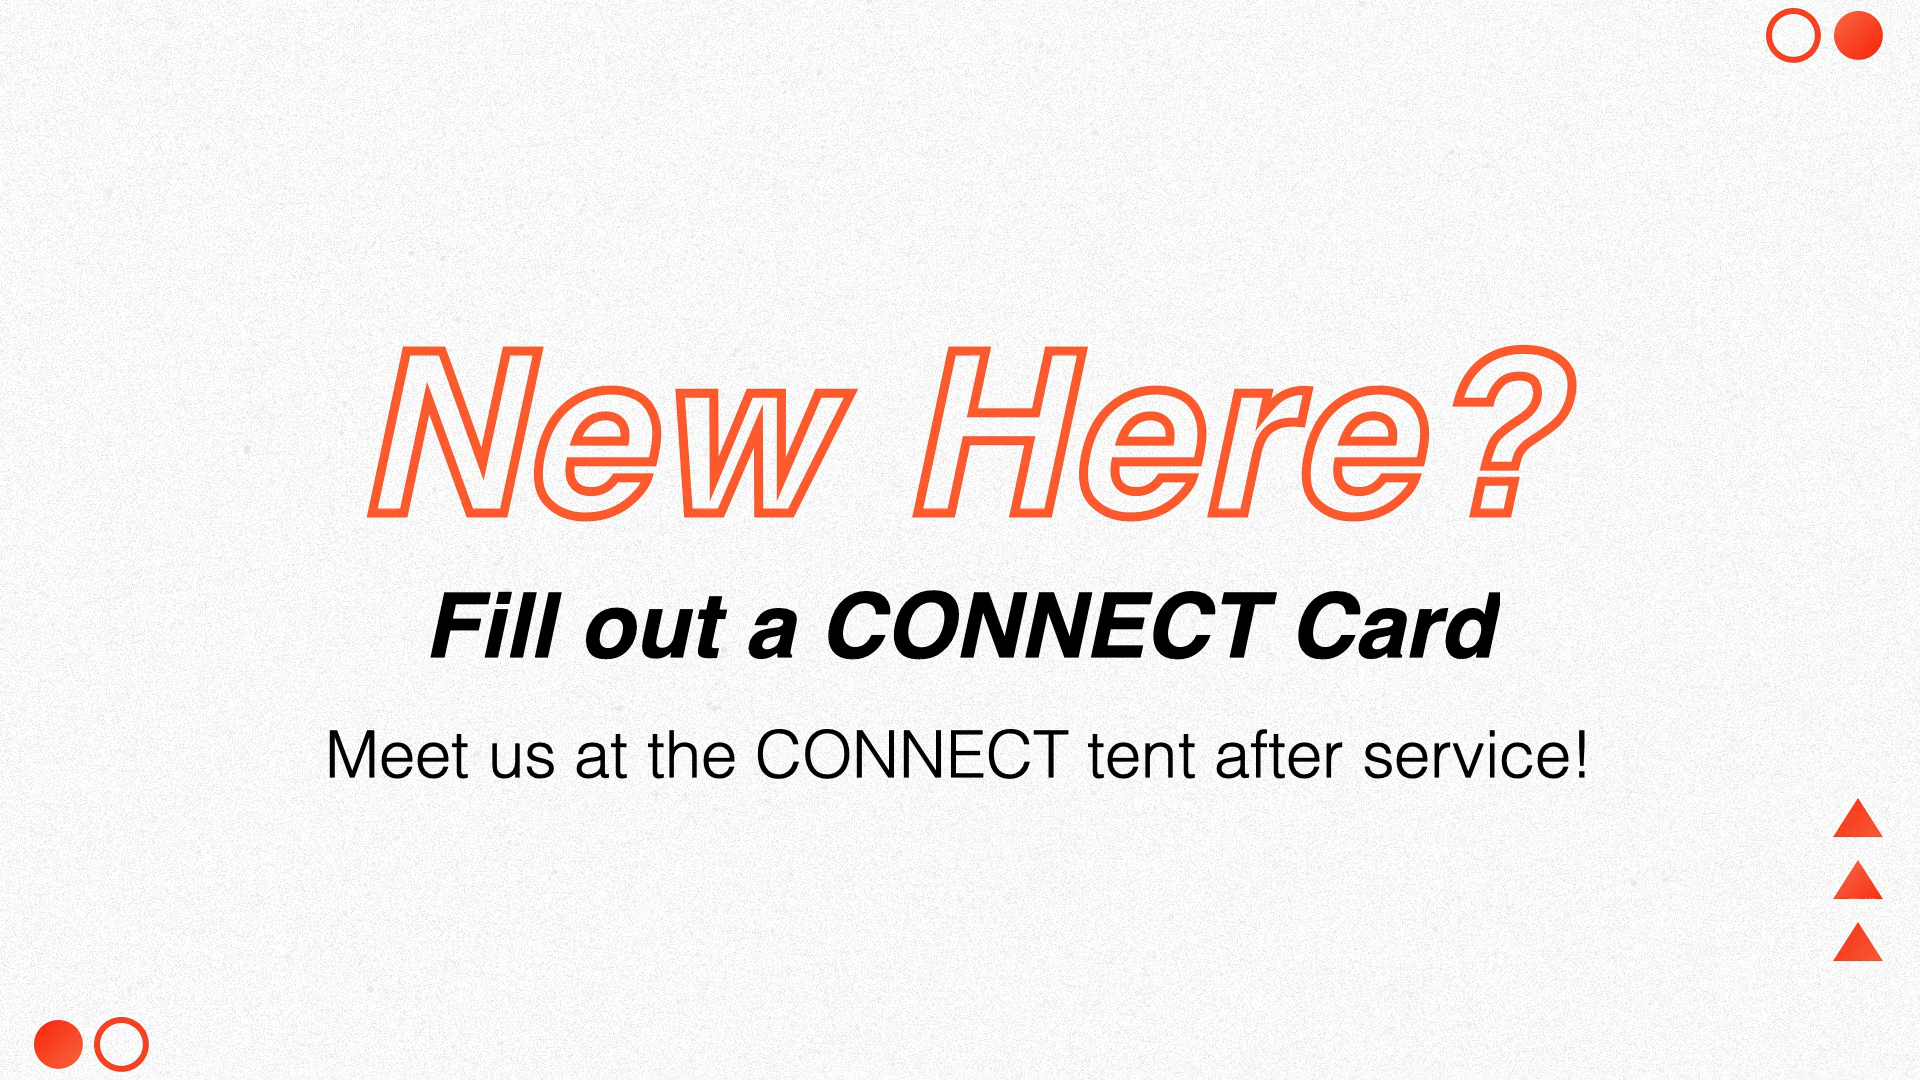 New Here?
Fill out a CONNECT Card
Meet us at the CONNECT tent after service!